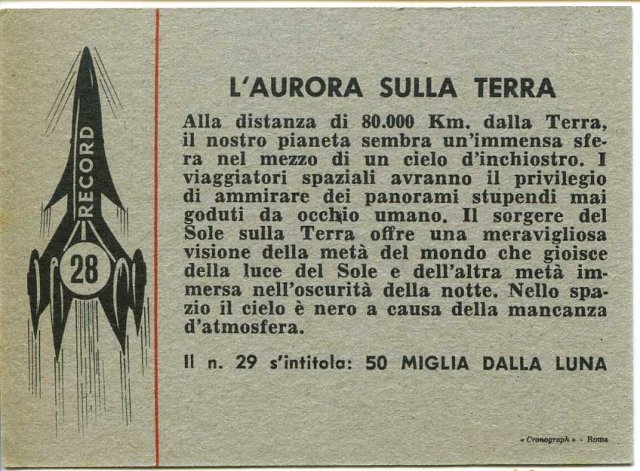 RECORD
28
L'AURORA SULLA TERRA
Alla distanza di 80.000 Km. dalla Terra,
il nostro pianeta sembra un'immensa sfe-
ra nel mezzo di un cielo d'inchiostro. I
viaggiatori spaziali avranno il privilegio
di ammirare dei panorami stupendi mai
goduti da occhio umano. Il sorgere del
Sole sulla Terra offre una meravigliosa
visione della metà del mondo che gioisce
della luce del Sole e dell'altra metà im-
mersa nell'oscurità della notte. Nello spa-
zio il cielo è nero a causa della mancanza
d'atmosfera.
Il n. 29 s'intitola: 50 MIGLIA DALLA LUNA
« Cronograph » - Roma